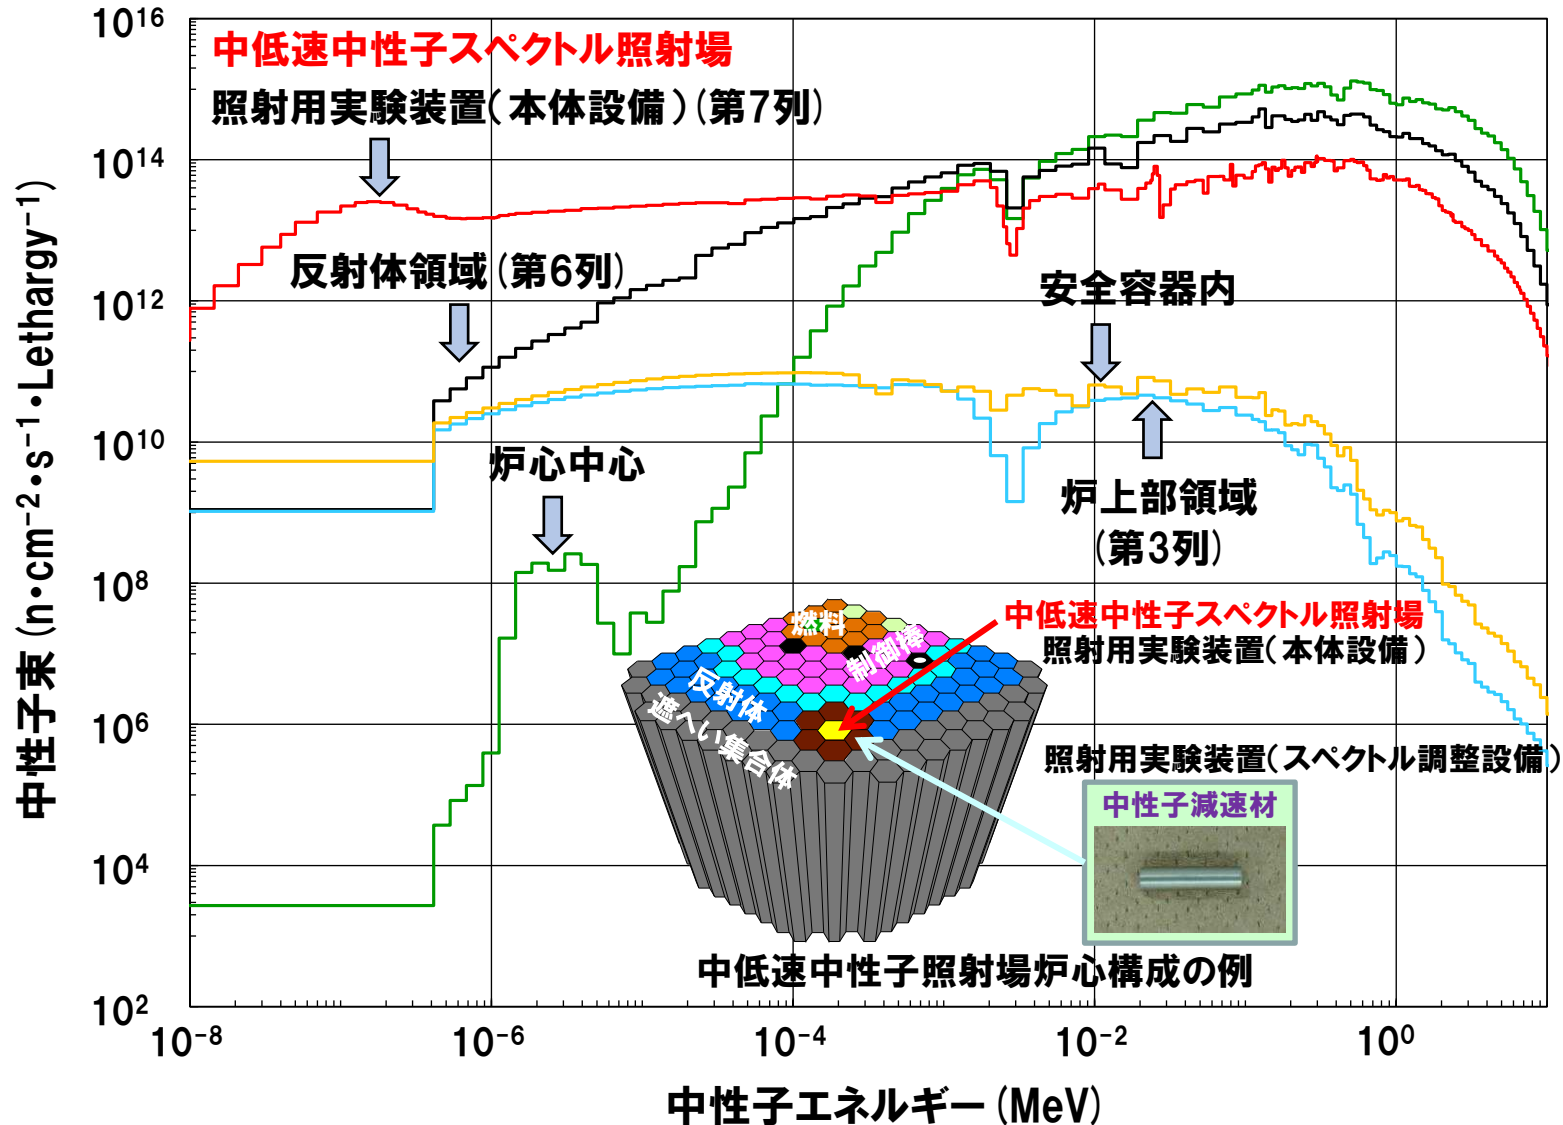 10¹⁶
10¹⁴
10¹²
10¹⁰
10⁸
10⁶
10⁴
10²
中性子束 (n•cm⁻²•s⁻¹•Lethargy⁻¹)
中低速中性子スペクトル照射場
照射用実験装置(本体設備)(第7列)
反射体領域(第6列)
安全容器内
炉心中心
炉上部領域
(第3列)
燃料
制御棒
反射体
遮へい集合体
中低速中性子スペクトル照射場
照射用実験装置(本体設備)
照射用実験装置(スペクトル調整設備)
中性子減速材
中低速中性子照射場炉心構成の例
10⁻⁸
10⁻⁶
10⁻⁴
10⁻²
10⁰
中性子エネルギー(MeV)